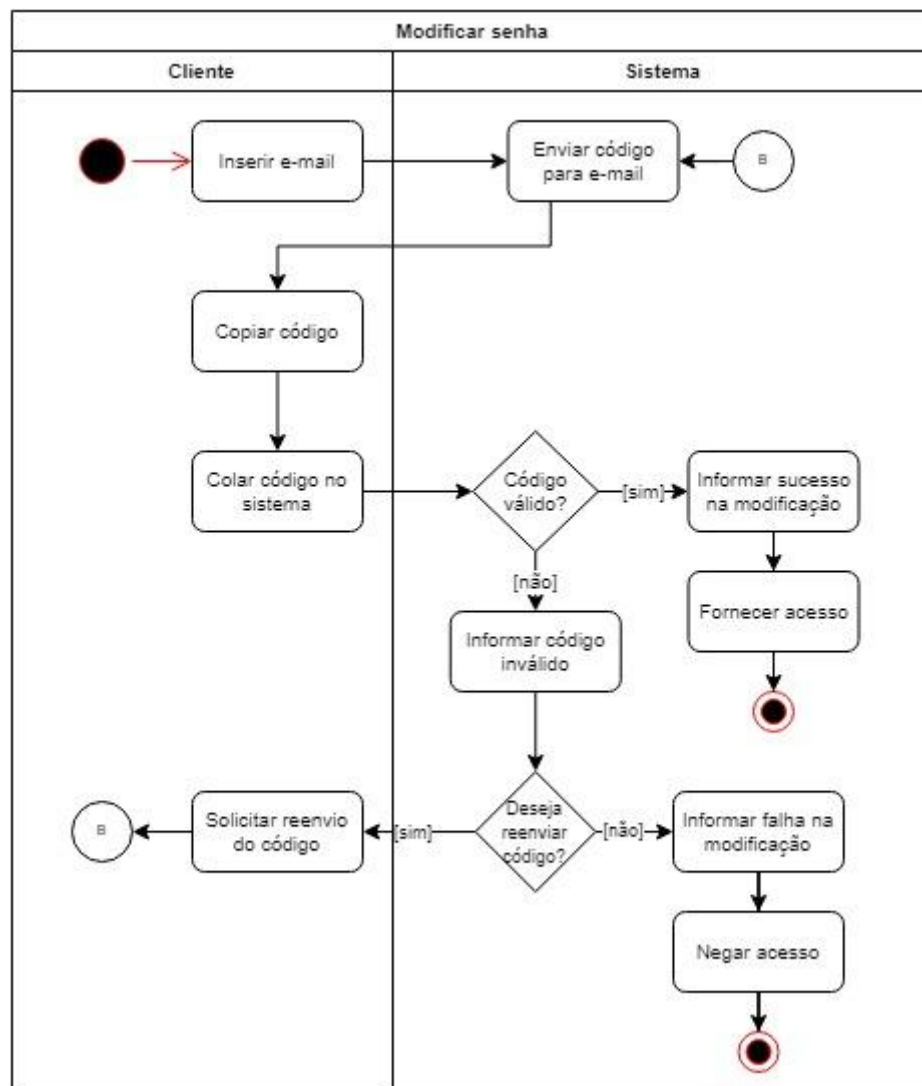 Modificar senha
Cliente
Sistema
Inserir e-mail
Enviar código
para e-mail
B
Copiar código
Colar código no
sistema
Código
válido?
[sim]
Informar sucesso
na modificação
[não]
Informar código
inválido
Fornecer acesso
B
Solicitar reenvio
do código
[sim]
Deseja
reenviar
código?
[não]
Informar falha na
modificação
Negar acesso